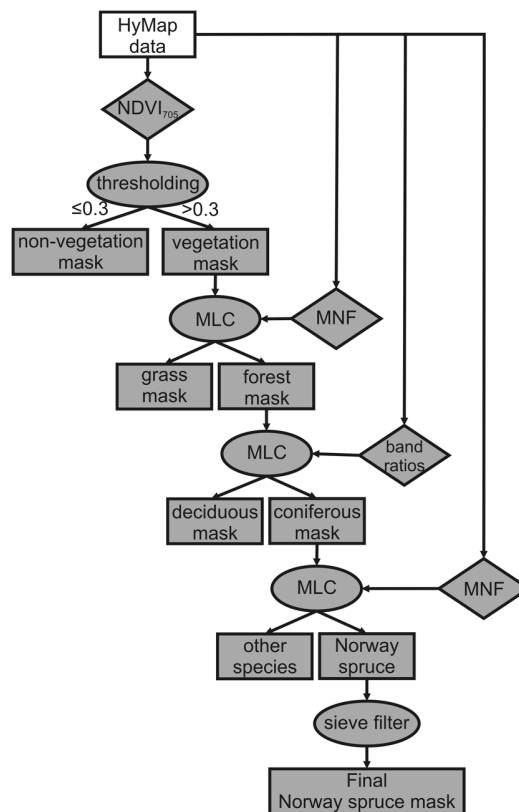 HyMap
data
NDVI₇₀₅
thresholding
≤0.3
>0.3
non-vegetation
mask
vegetation
mask
MLC
MNF
grass
mask
forest
mask
MLC
band
ratios
deciduous
mask
coniferous
mask
MLC
MNF
other
species
Norway
spruce
sieve filter
Final
Norway spruce mask